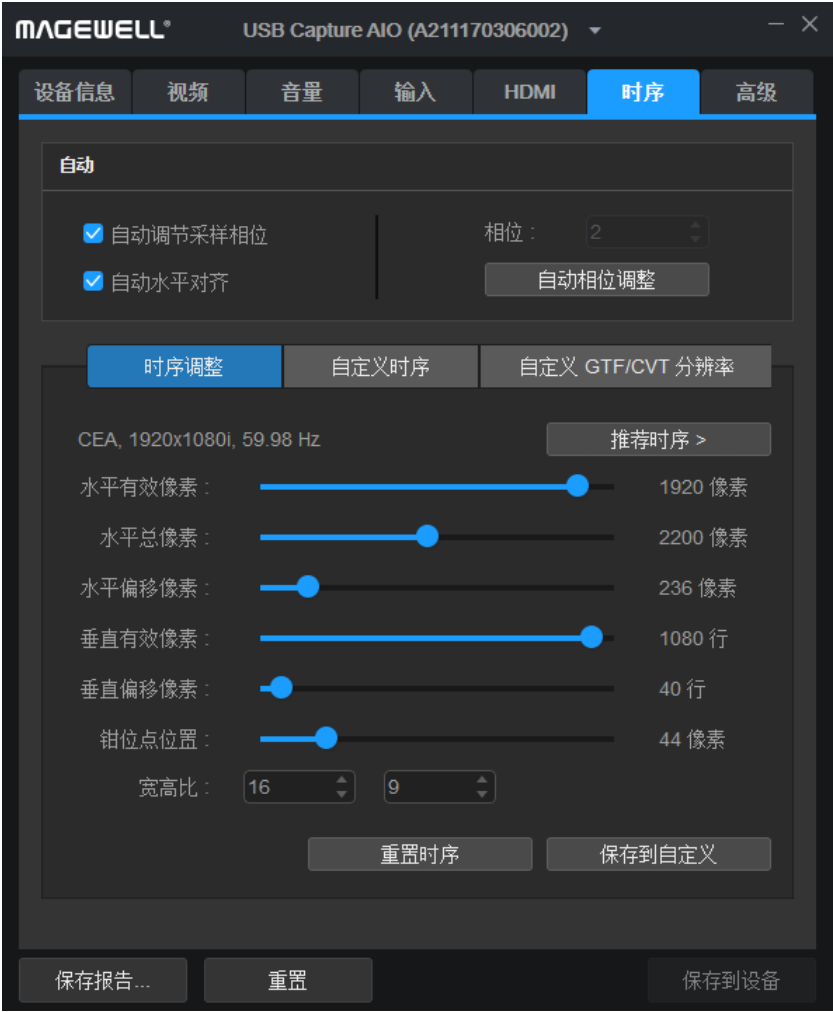 MAGEWELL® USB Capture AIO (A211170306002)
设备信息 视频 音量 输入 HDMI 时序 高级
自动
自动调节采样相位 相位 : 2
自动水平对齐 自动相位调整
时序调整 自定义时序 自定义 GTF/CVT 分辨率
CEA, 1920x1080i, 59.98 Hz 推荐时序 >
水平有效像素 : 1920 像素
水平总像素 : 2200 像素
水平偏移像素 : 236 像素
垂直有效像素 : 1080 行
垂直偏移像素 : 40 行
钳位点位置 : 44 像素
宽高比 : 16 9
重置时序 保存到自定义
保存报告... 重置 保存到设备